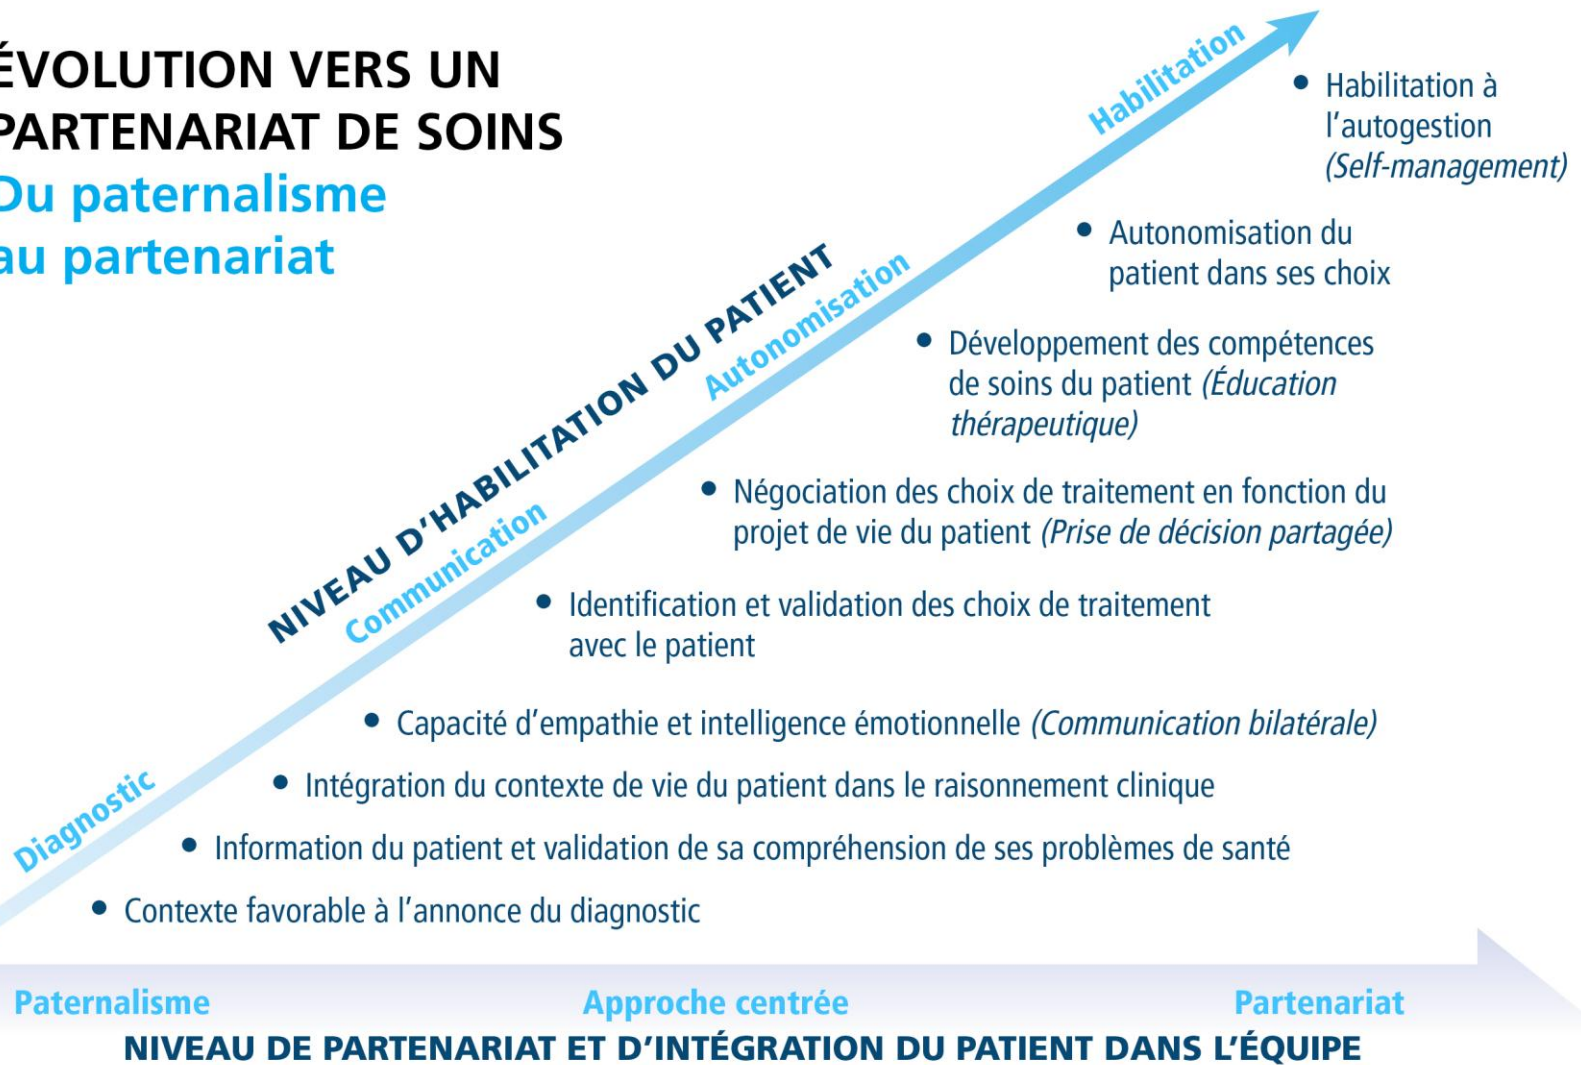 ÉVOLUTION VERS UN
PARTENARIAT DE SOINS
Du paternalisme
au partenariat
NIVEAU D'HABILITATION DU PATIENT
Diagnostic
Communication
Autonomisation
Habilitation
• Habilitation à
l'autogestion
(Self-management)
• Autonomisation du
patient dans ses choix
• Développement des compétences
de soins du patient (Éducation
thérapeutique)
• Négociation des choix de traitement en fonction du
projet de vie du patient (Prise de décision partagée)
• Identification et validation des choix de traitement
avec le patient
• Capacité d'empathie et intelligence émotionnelle (Communication bilatérale)
• Intégration du contexte de vie du patient dans le raisonnement clinique
• Information du patient et validation de sa compréhension de ses problèmes de santé
• Contexte favorable à l'annonce du diagnostic
Paternalisme
Approche centrée
Partenariat
NIVEAU DE PARTENARIAT ET D'INTÉGRATION DU PATIENT DANS L'ÉQUIPE